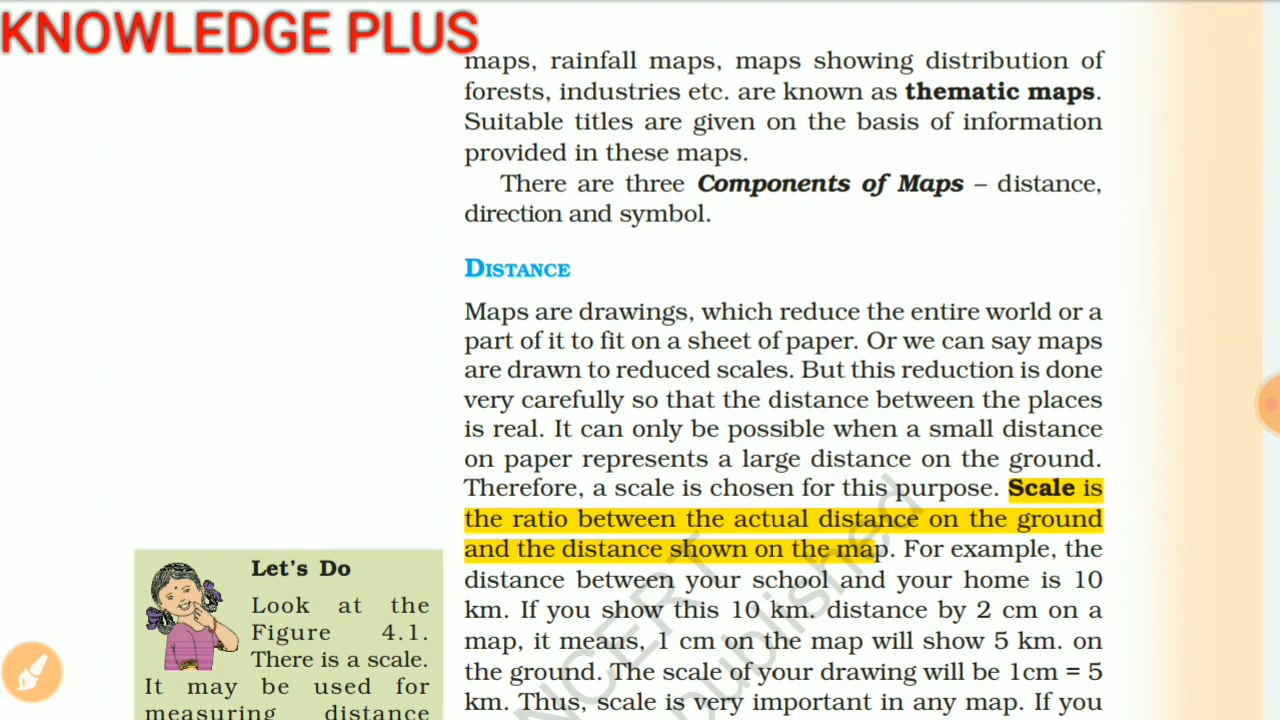 KNOWLEDGE PLUS
maps, rainfall maps, maps showing distribution of
forests, industries etc. are known as thematic maps.
Suitable titles are given on the basis of information
provided in these maps.
There are three Components of Maps – distance,
direction and symbol.
DISTANCE
Maps are drawings, which reduce the entire world or a
part of it to fit on a sheet of paper. Or we can say maps
are drawn to reduced scales. But this reduction is done
very carefully so that the distance between the places
is real. It can only be possible when a small distance
on paper represents a large distance on the ground.
Therefore, a scale is chosen for this purpose. Scale is
the ratio between the actual distance on the ground
and the distance shown on the map. For example, the
distance between your school and your home is 10
km. If you show this 10 km. distance by 2 cm on a
map, it means, 1 cm on the map will show 5 km. on
the ground. The scale of your drawing will be 1cm = 5
km. Thus, scale is very important in any map. If you
Let's Do
Look at the
Figure 4.1.
There is a scale.
It may be used for
measuring distance
NCERT
published